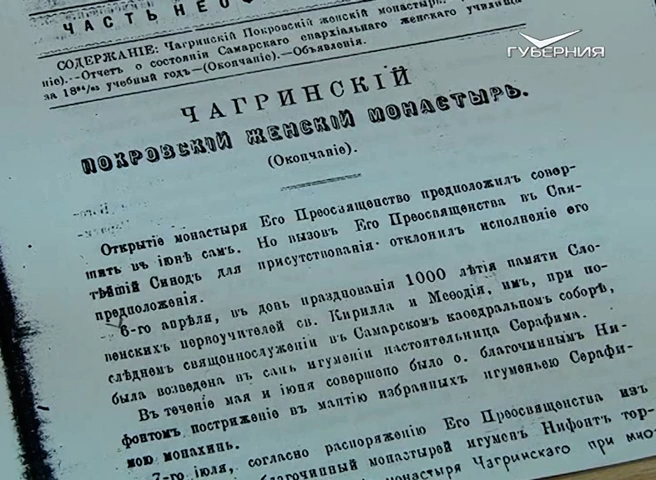 ЧАСТЬ НЕОФ
ГУБЕРНИЯ
СОДЕРЖАНІЕ: Чагринскій Покровскій женскій монастырь.
ніе).--Отчетъ о состояніи Самарскаго епархіальнаго женскаго училища
за 18 учебный годъ—(Окончаніе).—Объявленія.
ЧАГРИНСКІЙ
ПОКРОВСКІЙ ЖЕНСКІЙ МОНАСТЫРЬ.
(Окончаніе).
Открытіе монастыря Его Преосвященство предположилъ совер-
шить въ іюнѣ самъ. Но вызовъ Его Преосвященства въ Свя-
тѣйшій Синодъ для присутствованія отклонилъ исполненіе его
предположенія.
6-го апрѣля, въ день празднованія 1000 лѣтія памяти Сло-
венскихъ первоучителей св. Кирилла и Меѳодія, имъ, при по-
слѣднемъ священнослуженіи въ Самарскомъ каѳедральномъ соборѣ,
была возведена въ санъ игуменіи настоятельница Серафима.
Въ теченіе мая и іюня совершено было о. благочиннымъ Ни-
фонтомъ постриженіе въ мантію избранныхъ игуменьею Серафи-
мою монахинь.
7-го іюля, согласно распоряженію Его Преосвященства изъ
благочинный монастырей игуменъ Нифонтъ тор-
монастыря Чагринскаго при мно-